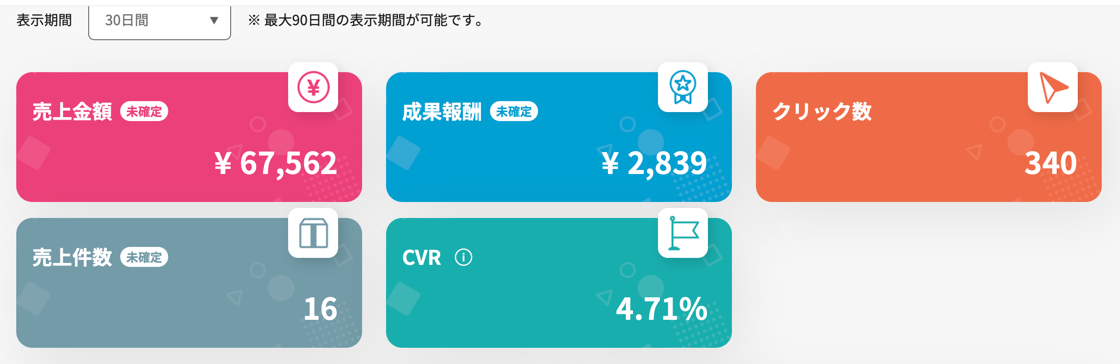 表示期間 30日間 ▼ ※ 最大90日間の表示期間が可能です。
売上金額 未確定
¥
¥ 67,562
成果報酬 未確定
¥ 2,839
クリック数
340
売上件数 未確定
16
CVR i
4.71%